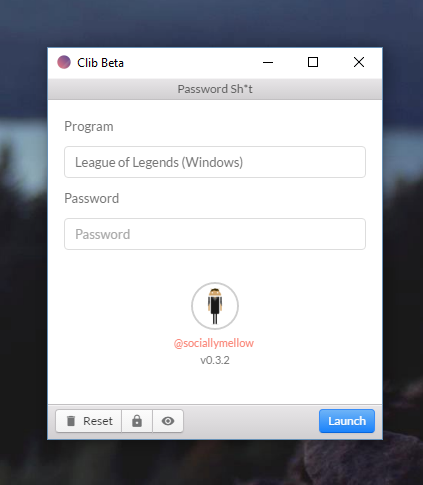 Clib Beta
Password Sh*t
Program
League of Legends (Windows)
Password
Password
@sociallymellow
v0.3.2
Reset
Launch